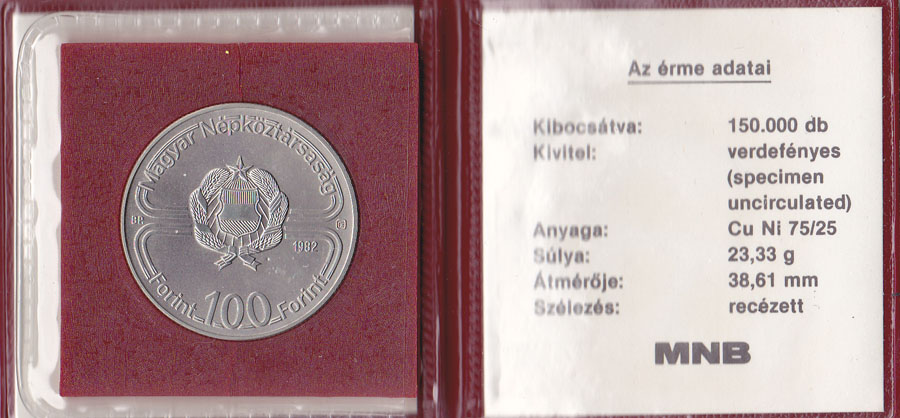 Magyar Népköztársaság
BP.
1982
Forint 100 Forint
Az érme adatai
Kibocsátva: 150.000 db
Kivitel: verdefényes
(specimen
uncirculated)
Anyaga: Cu Ni 75/25
Súlya: 23,33 g
Átmérője: 38,61 mm
Szélezés: recézett
MNB